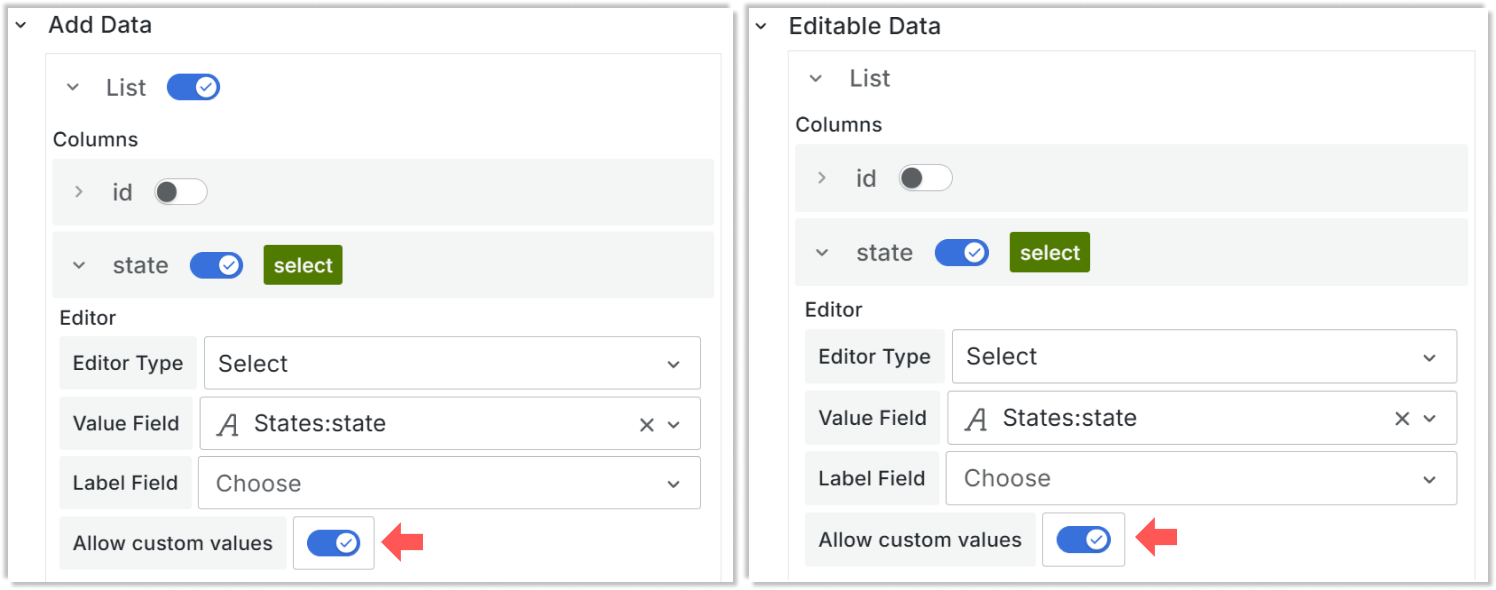 Add Data
List
Columns
id
state select
Editor
Editor Type Select
Value Field States:state
Label Field Choose
Allow custom values
Editable Data
List
Columns
id
state select
Editor
Editor Type Select
Value Field States:state
Label Field Choose
Allow custom values